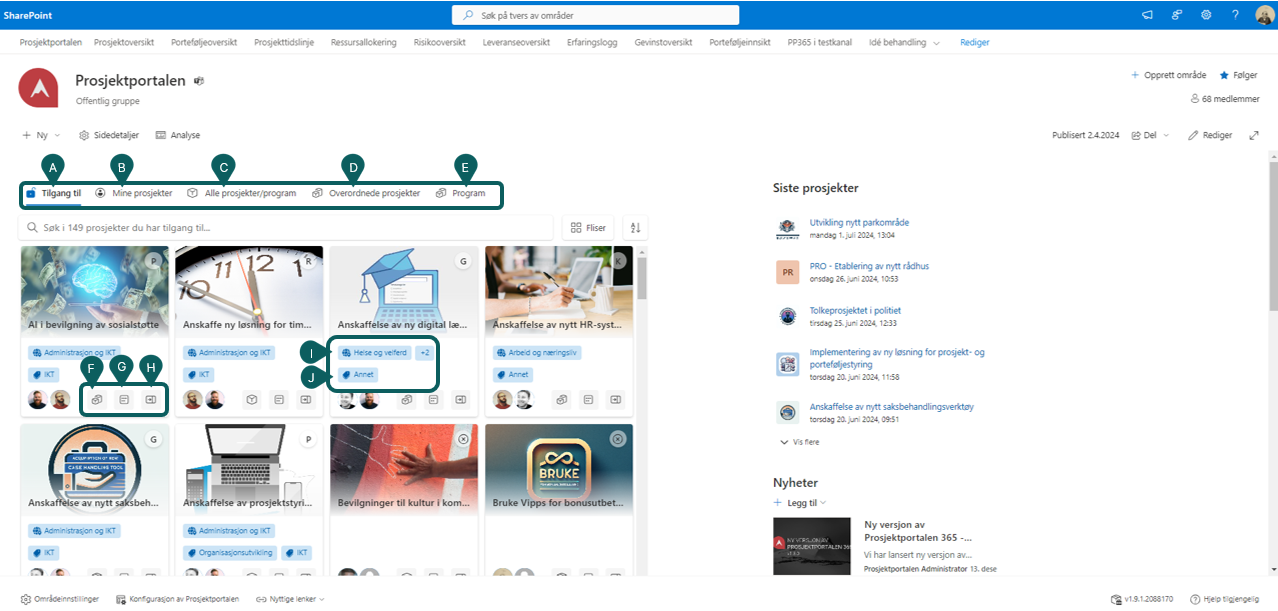 SharePoint
Søk på tvers av områder
?
Prosjektportalen Prosjektoversikt Porteføljeoversikt Prosjekttidslinje Ressursallokering Risikooversikt Leveranseoversikt Erfaringslogg Gevinstoversikt Porteføljeinnsikt PP365 i testkanal Idé behandling Rediger
Prosjektportalen
Offentlig gruppe
+ Opprett område Følger
68 medlemmer
+ Ny Sidedetaljer Analyse
Publisert 2.4.2024 Del Rediger
A B C D E
Tilgang til Mine prosjekter Alle prosjekter/program Overordnede prosjekter Program
Søk i 149 prosjekter du har tilgang til...
Fliser
P
AI i bevilgning av sosialstøtte
Administrasjon og IKT
IKT
F G H
R
Anskaffe ny løsning for tim...
Administrasjon og IKT
IKT
G
Anskaffelse av ny digital læ...
I Helse og velferd +2
J Annet
K
Anskaffelse av nytt HR-syst...
Arbeid og næringsliv
Annet
G
CASE HANDLING TOOL
Anskaffelse av nytt saksbeh...
Administrasjon og IKT
IKT
P
Anskaffelse av prosjektstyri...
Administrasjon og IKT
Organisasjonsutvikling IKT
Bevilgninger til kultur i kom...
BRUKE
Bruke Vipps for bonusutbet...
Siste prosjekter
Utvikling nytt parkområde
mandag 1. juli 2024, 13:04
PR
PRO - Etablering av nytt rådhus
onsdag 26. juni 2024, 10:53
Tolkeprosjektet i politiet
tirsdag 25. juni 2024, 12:33
Implementering av ny løsning for prosjekt- og
porteføljestyring
torsdag 20. juni 2024, 11:58
Anskaffelse av nytt saksbehandlingsverktøy
torsdag 20. juni 2024, 09:51
Vis flere
Nyheter
+ Legg til
NY VERSJON AV
PROSJEKTPORTALEN 365
Ny versjon av
Prosjektportalen 365 -...
Vi har lansert ny versjon av...
Prosjektportalen Administrator 13. dese
Områdeinnstillinger Konfigurasjon av Prosjektportalen Nyttige lenker
v1.9.1.2088170 Hjelp tilgjengelig